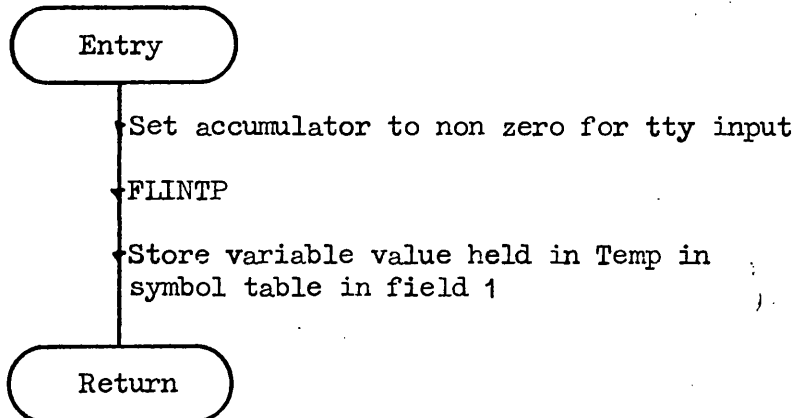 Entry
Set accumulator to non zero for tty input
FLINTP
Store variable value held in Temp in
symbol table in field 1
Return